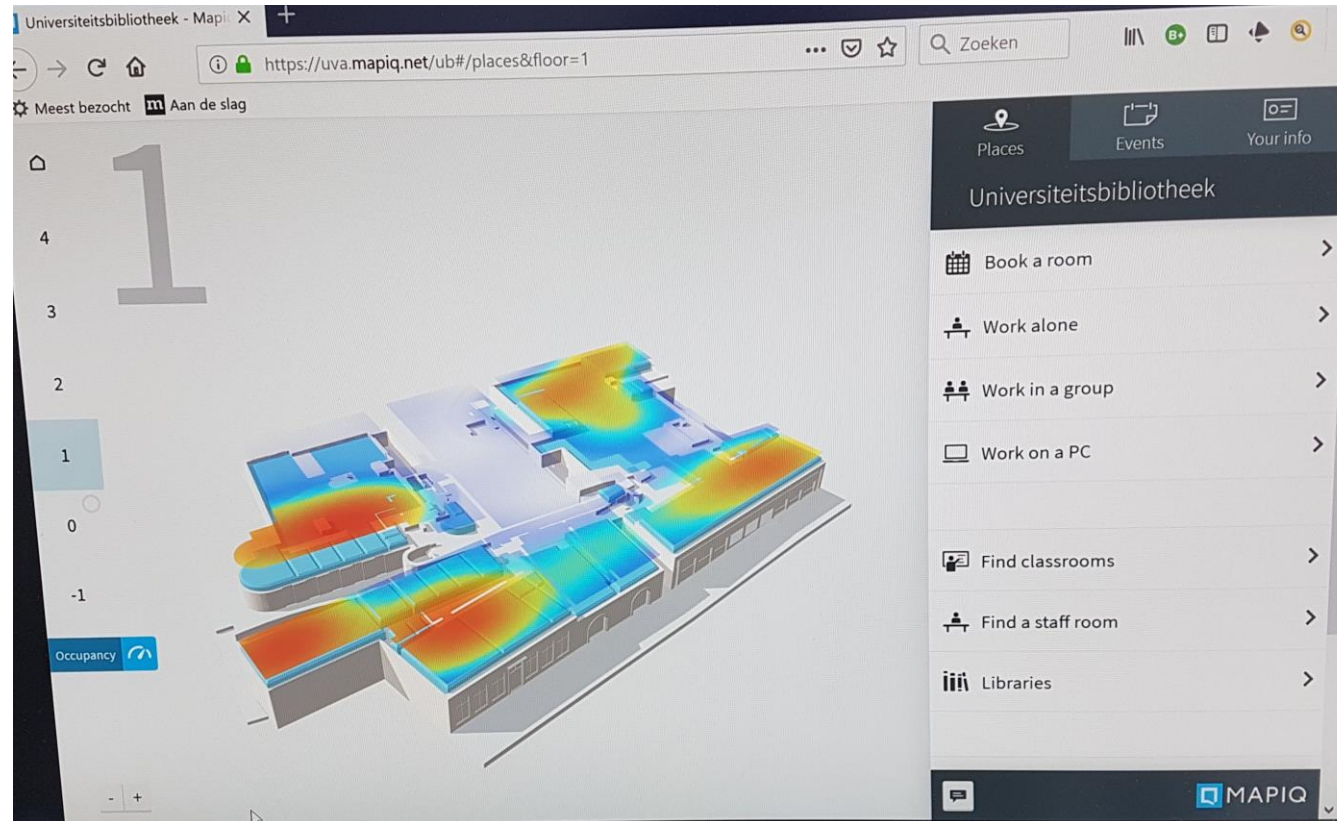 Universiteitsbibliotheek - Mapi
https://uva.mapiq.net/ub#/places&floor=1
Zoeken
Meest bezocht
m Aan de slag
1
4
3
2
1
0
-1
Occupancy
- +
Places
Events
Your info
Universiteitsbibliotheek
Book a room
Work alone
Work in a group
Work on a PC
Find classrooms
Find a staff room
Libraries
MAPIQ